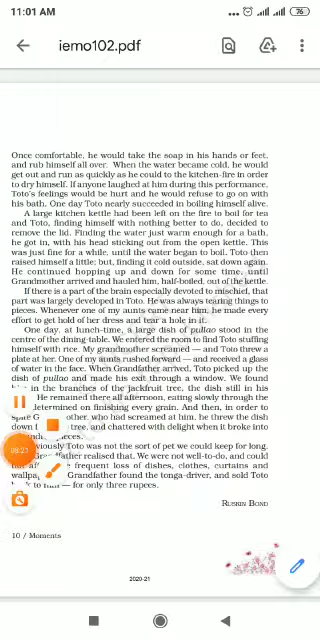 11:01 AM
76
iemo102.pdf
Once comfortable, he would take the soap in his hands or feet,
and rub himself all over. When the water became cold, he would
get out and run as quickly as he could to the kitchen-fire in order
to dry himself. If anyone laughed at him during this performance,
Toto's feelings would be hurt and he would refuse to go on with
his bath. One day Toto nearly succeeded in boiling himself alive.
A large kitchen kettle had been left on the fire to boil for tea
and Toto, finding himself with nothing better to do, decided to
remove the lid. Finding the water just warm enough for a bath,
he got in, with his head sticking out from the open kettle. This
was just fine for a while, until the water began to boil. Toto then
raised himself a little; but, finding it cold outside, sat down again.
He continued hopping up and down for some time, until
Grandmother arrived and hauled him, half-boiled, out of the kettle.
If there is a part of the brain especially devoted to mischief, that
part was largely developed in Toto. He was always tearing things to
pieces. Whenever one of my aunts came near him, he made every
effort to get hold of her dress and tear a hole in it.
One day, at lunch-time, a large dish of pullao stood in the
centre of the dining-table. We entered the room to find Toto stuffing
himself with rice. My grandmother screamed — and Toto threw a
plate at her. One of my aunts rushed forward — and received a glass
of water in the face. When Grandfather arrived, Toto picked up the
dish of pullao and made his exit through a window. We found
in the branches of the jackfruit tree, the dish still in his
He remained there all afternoon, eating slowly through the
determined on finishing every grain. And then, in order to
spite other, who had screamed at him, he threw the dish
down tree, and chattered with delight when it broke into
pieces.
viously Toto was not the sort of pet we could keep for long.
father realised that. We were not well-to-do, and could
frequent loss of dishes, clothes, curtains and
wallpa Grandfather found the tonga-driver, and sold Toto
— for only three rupees.
RUSKIN BOND
08:23
10 / Moments
2020-21